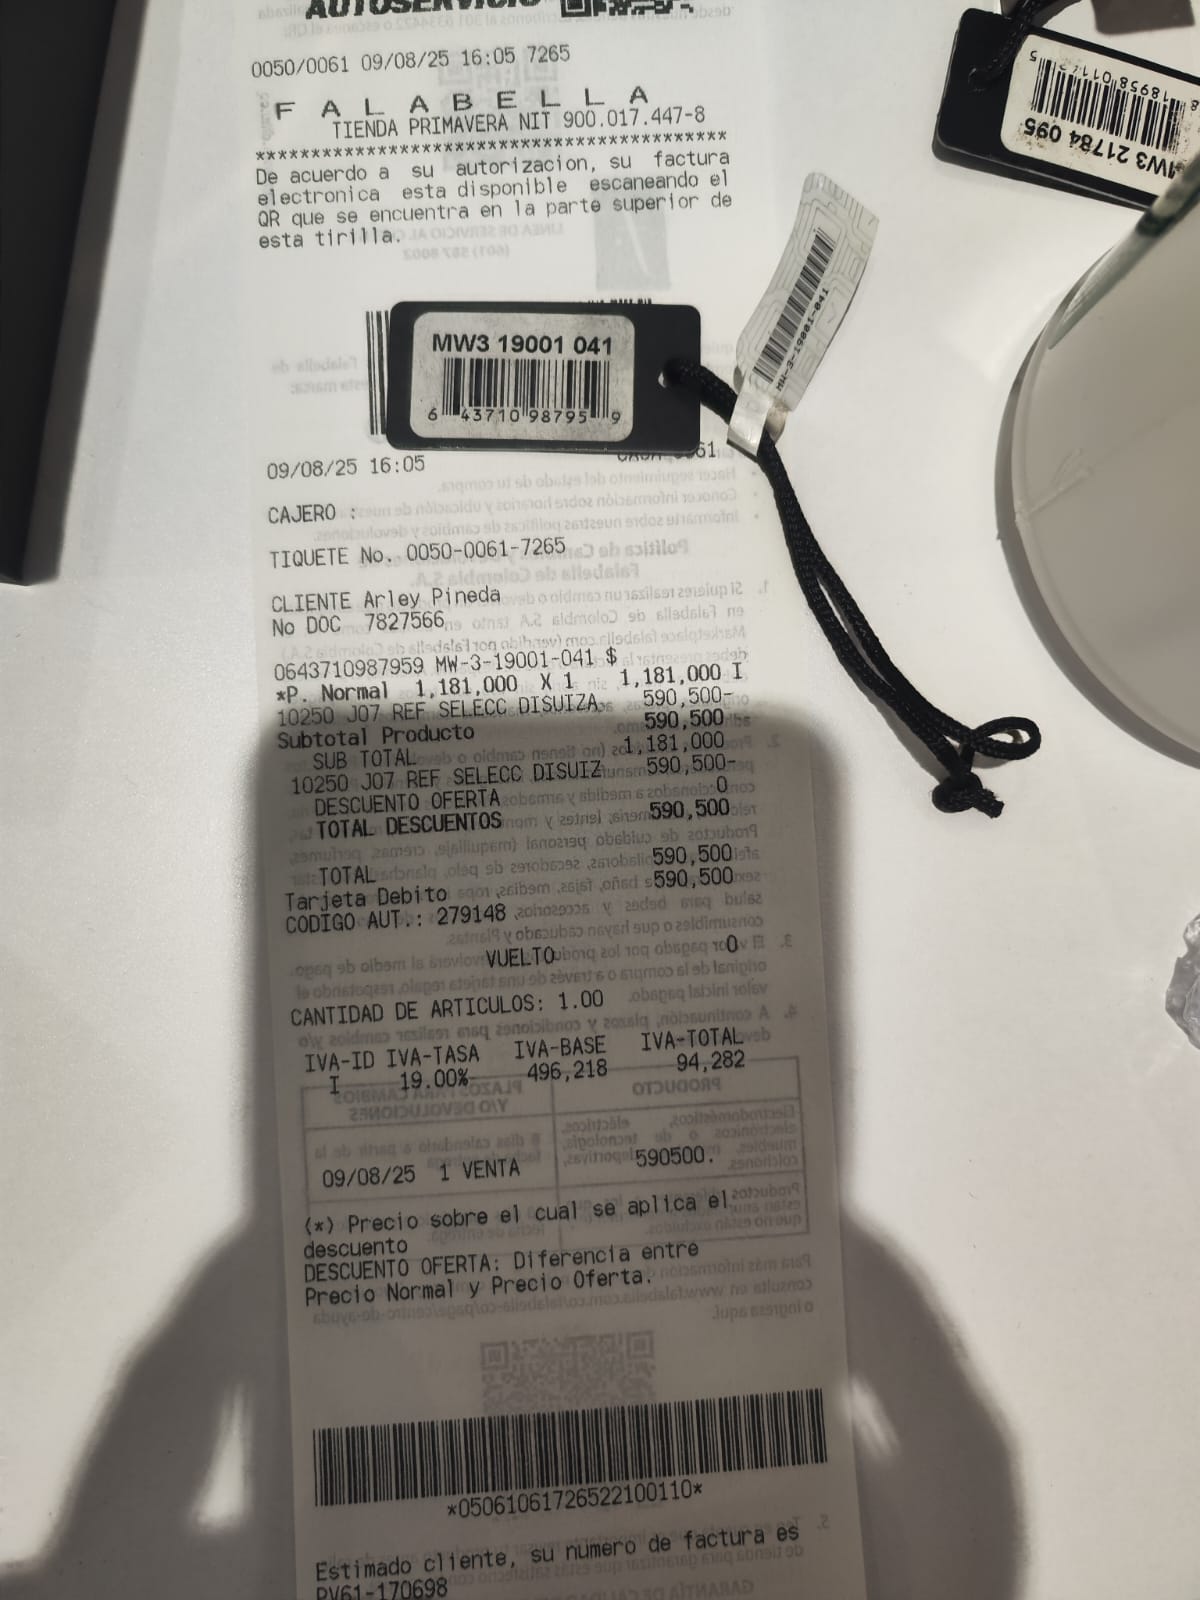 AUTOSERVICIO
0050/0061 09/08/25 16:05 7265
F A L A B E L L A
TIENDA PRIMAVERA NIT 900.017.447-8
******************************************
De acuerdo a su autorizacion, su factura
electronica esta disponible escaneando el
QR que se encuentra en la parte superior de
esta tirilla.
MW3 19001 041
6 43710 98795 9
MW-3-19001-041
MW3 21784 095
09/08/25 16:05
CAJERO :
TIQUETE No. 0050-0061-7265
CLIENTE Arley Pineda
No DOC 7827566
0643710987959 MW-3-19001-041 $
*P. Normal 1,181,000 X 1 1,181,000 I
10250 J07 REF SELECC DISUIZA 590,500-
Subtotal Producto 590,500
SUB TOTAL 1,181,000
10250 J07 REF SELECC DISUIZ 590,500-
DESCUENTO OFERTA 0
TOTAL DESCUENTOS 590,500
TOTAL 590,500
Tarjeta Debito 590,500
CODIGO AUT.: 279148
VUELTO 0
CANTIDAD DE ARTICULOS: 1.00
IVA-ID IVA-TASA IVA-BASE IVA-TOTAL
I 19.00% 496,218 94,282
09/08/25 1 VENTA 590500.
(*) Precio sobre el cual se aplica el
descuento
DESCUENTO OFERTA: Diferencia entre
Precio Normal y Precio Oferta.
*05061061726522100110*
Estimado cliente, su numero de factura es
PV61-170698